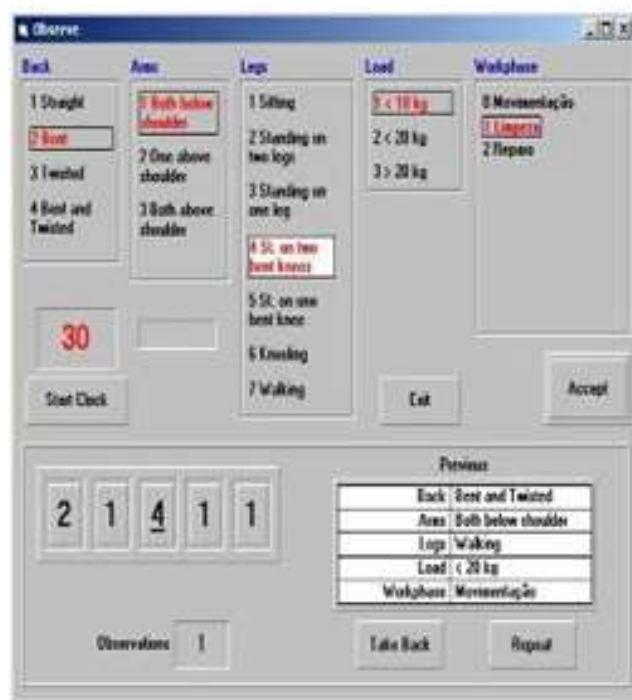 Observe
Back
Arms
Legs
Load
Workphase
1 Straight
2 Bent
3 Twisted
4 Bent and
Twisted
1 Both below
shoulder
2 One above
shoulder
3 Both above
shoulder
1 Sitting
2 Standing on
two legs
3 Standing on
one leg
4 St. on two
bent knees
5 St. on one
bent knee
6 Kneeling
7 Walking
1 < 10 kg
2 < 20 kg
3 > 20 kg
0 Movimentação
1 Limpeza
2 Reparo
30
Start Clock
Exit
Accept
2 1 4 1 1
Previous
Back Bent and Twisted
Arms Both below shoulder
Legs Walking
Load < 20 kg
Workphase Movimentação
Observations 1
Take Back
Repeat